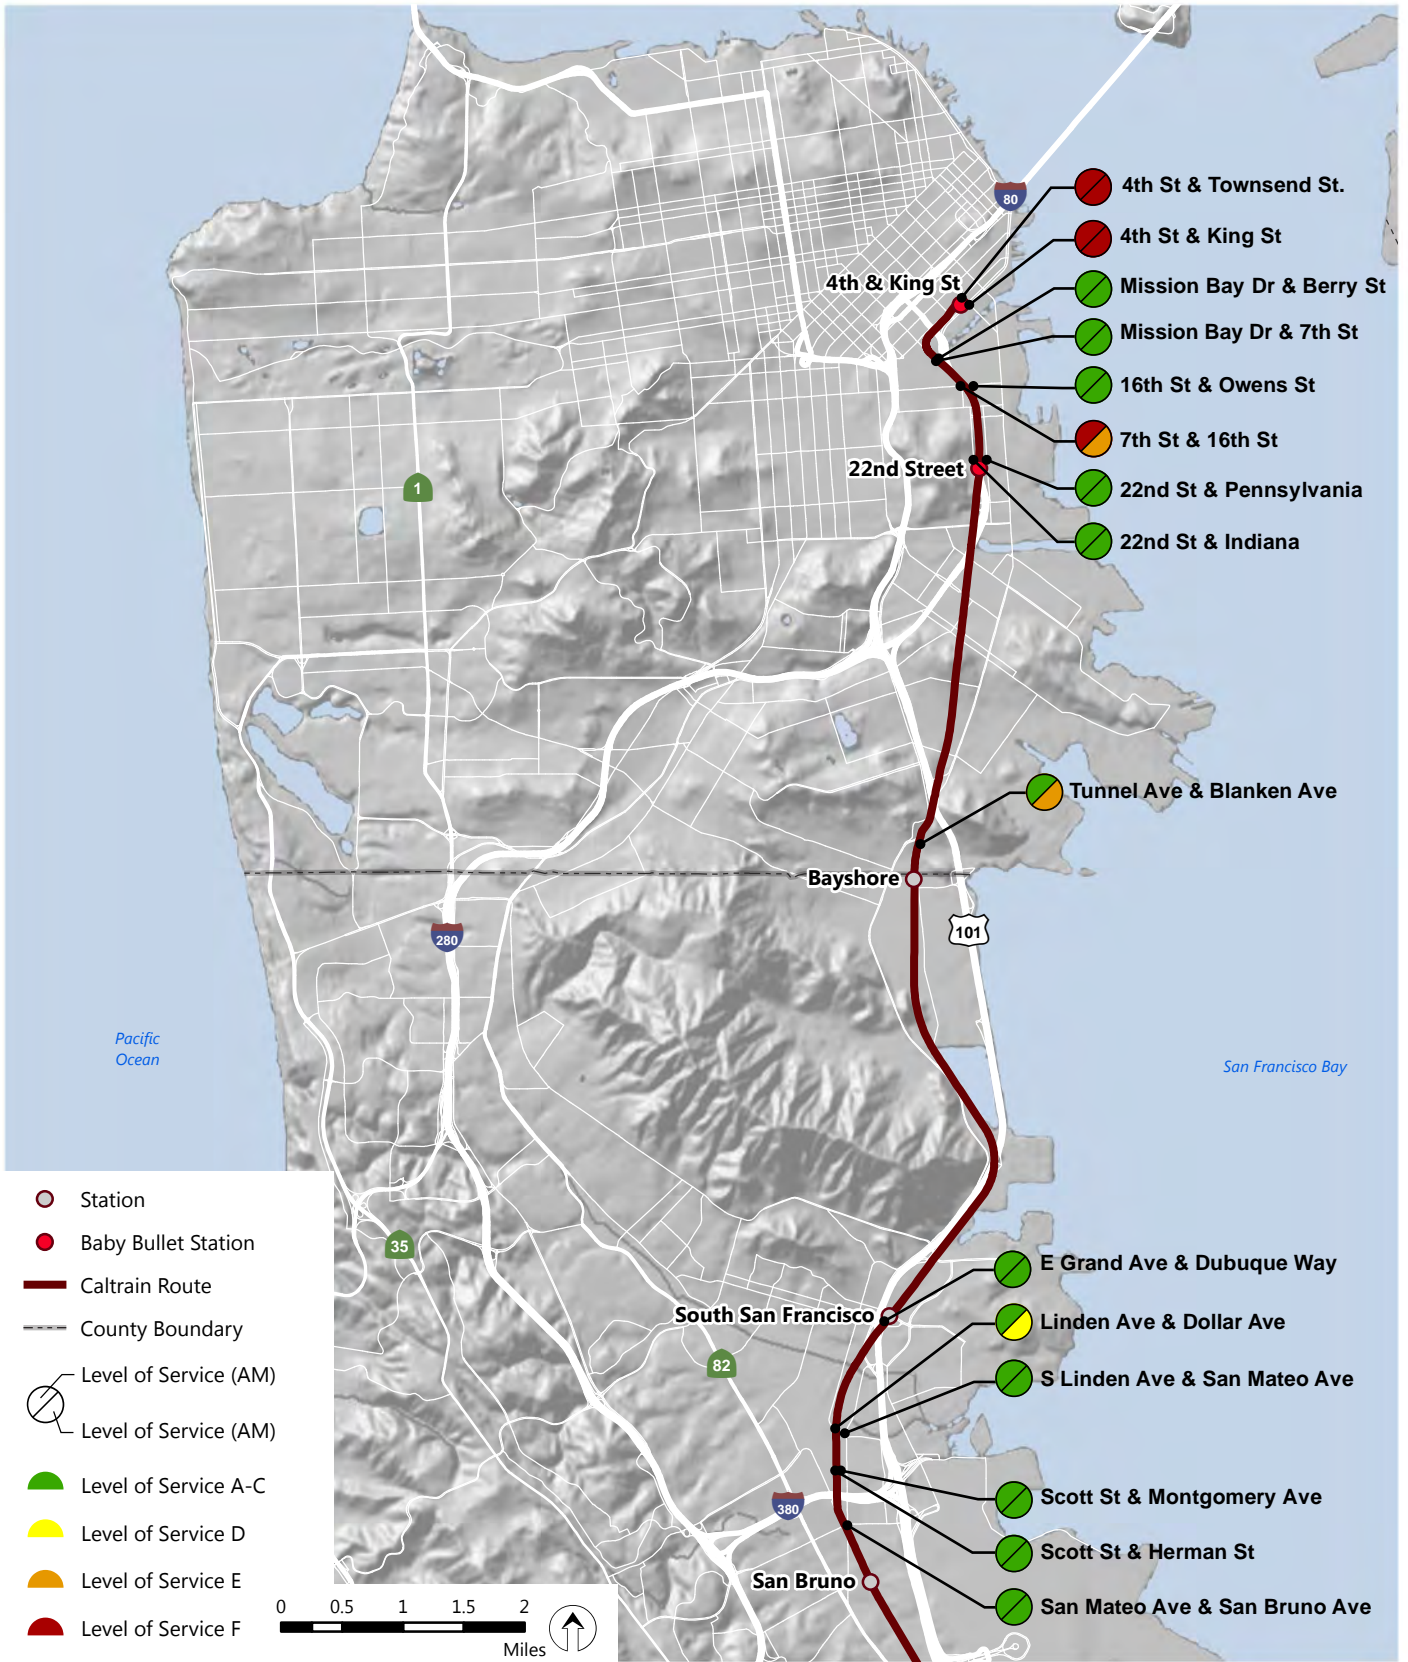 80
4th St & Townsend St.
4th St & King St
4th & King St
Mission Bay Dr & Berry St
Mission Bay Dr & 7th St
16th St & Owens St
7th St & 16th St
22nd Street
1
22nd St & Pennsylvania
22nd St & Indiana
Tunnel Ave & Blanken Ave
Bayshore
280
101
Pacific
Ocean
San Francisco Bay
35
E Grand Ave & Dubuque Way
South San Francisco
Linden Ave & Dollar Ave
82
S Linden Ave & San Mateo Ave
Scott St & Montgomery Ave
380
Scott St & Herman St
San Bruno
San Mateo Ave & San Bruno Ave
Station
Baby Bullet Station
Caltrain Route
County Boundary
Level of Service (AM)
Level of Service (AM)
Level of Service A-C
Level of Service D
Level of Service E
Level of Service F
0 0.5 1 1.5 2
Miles